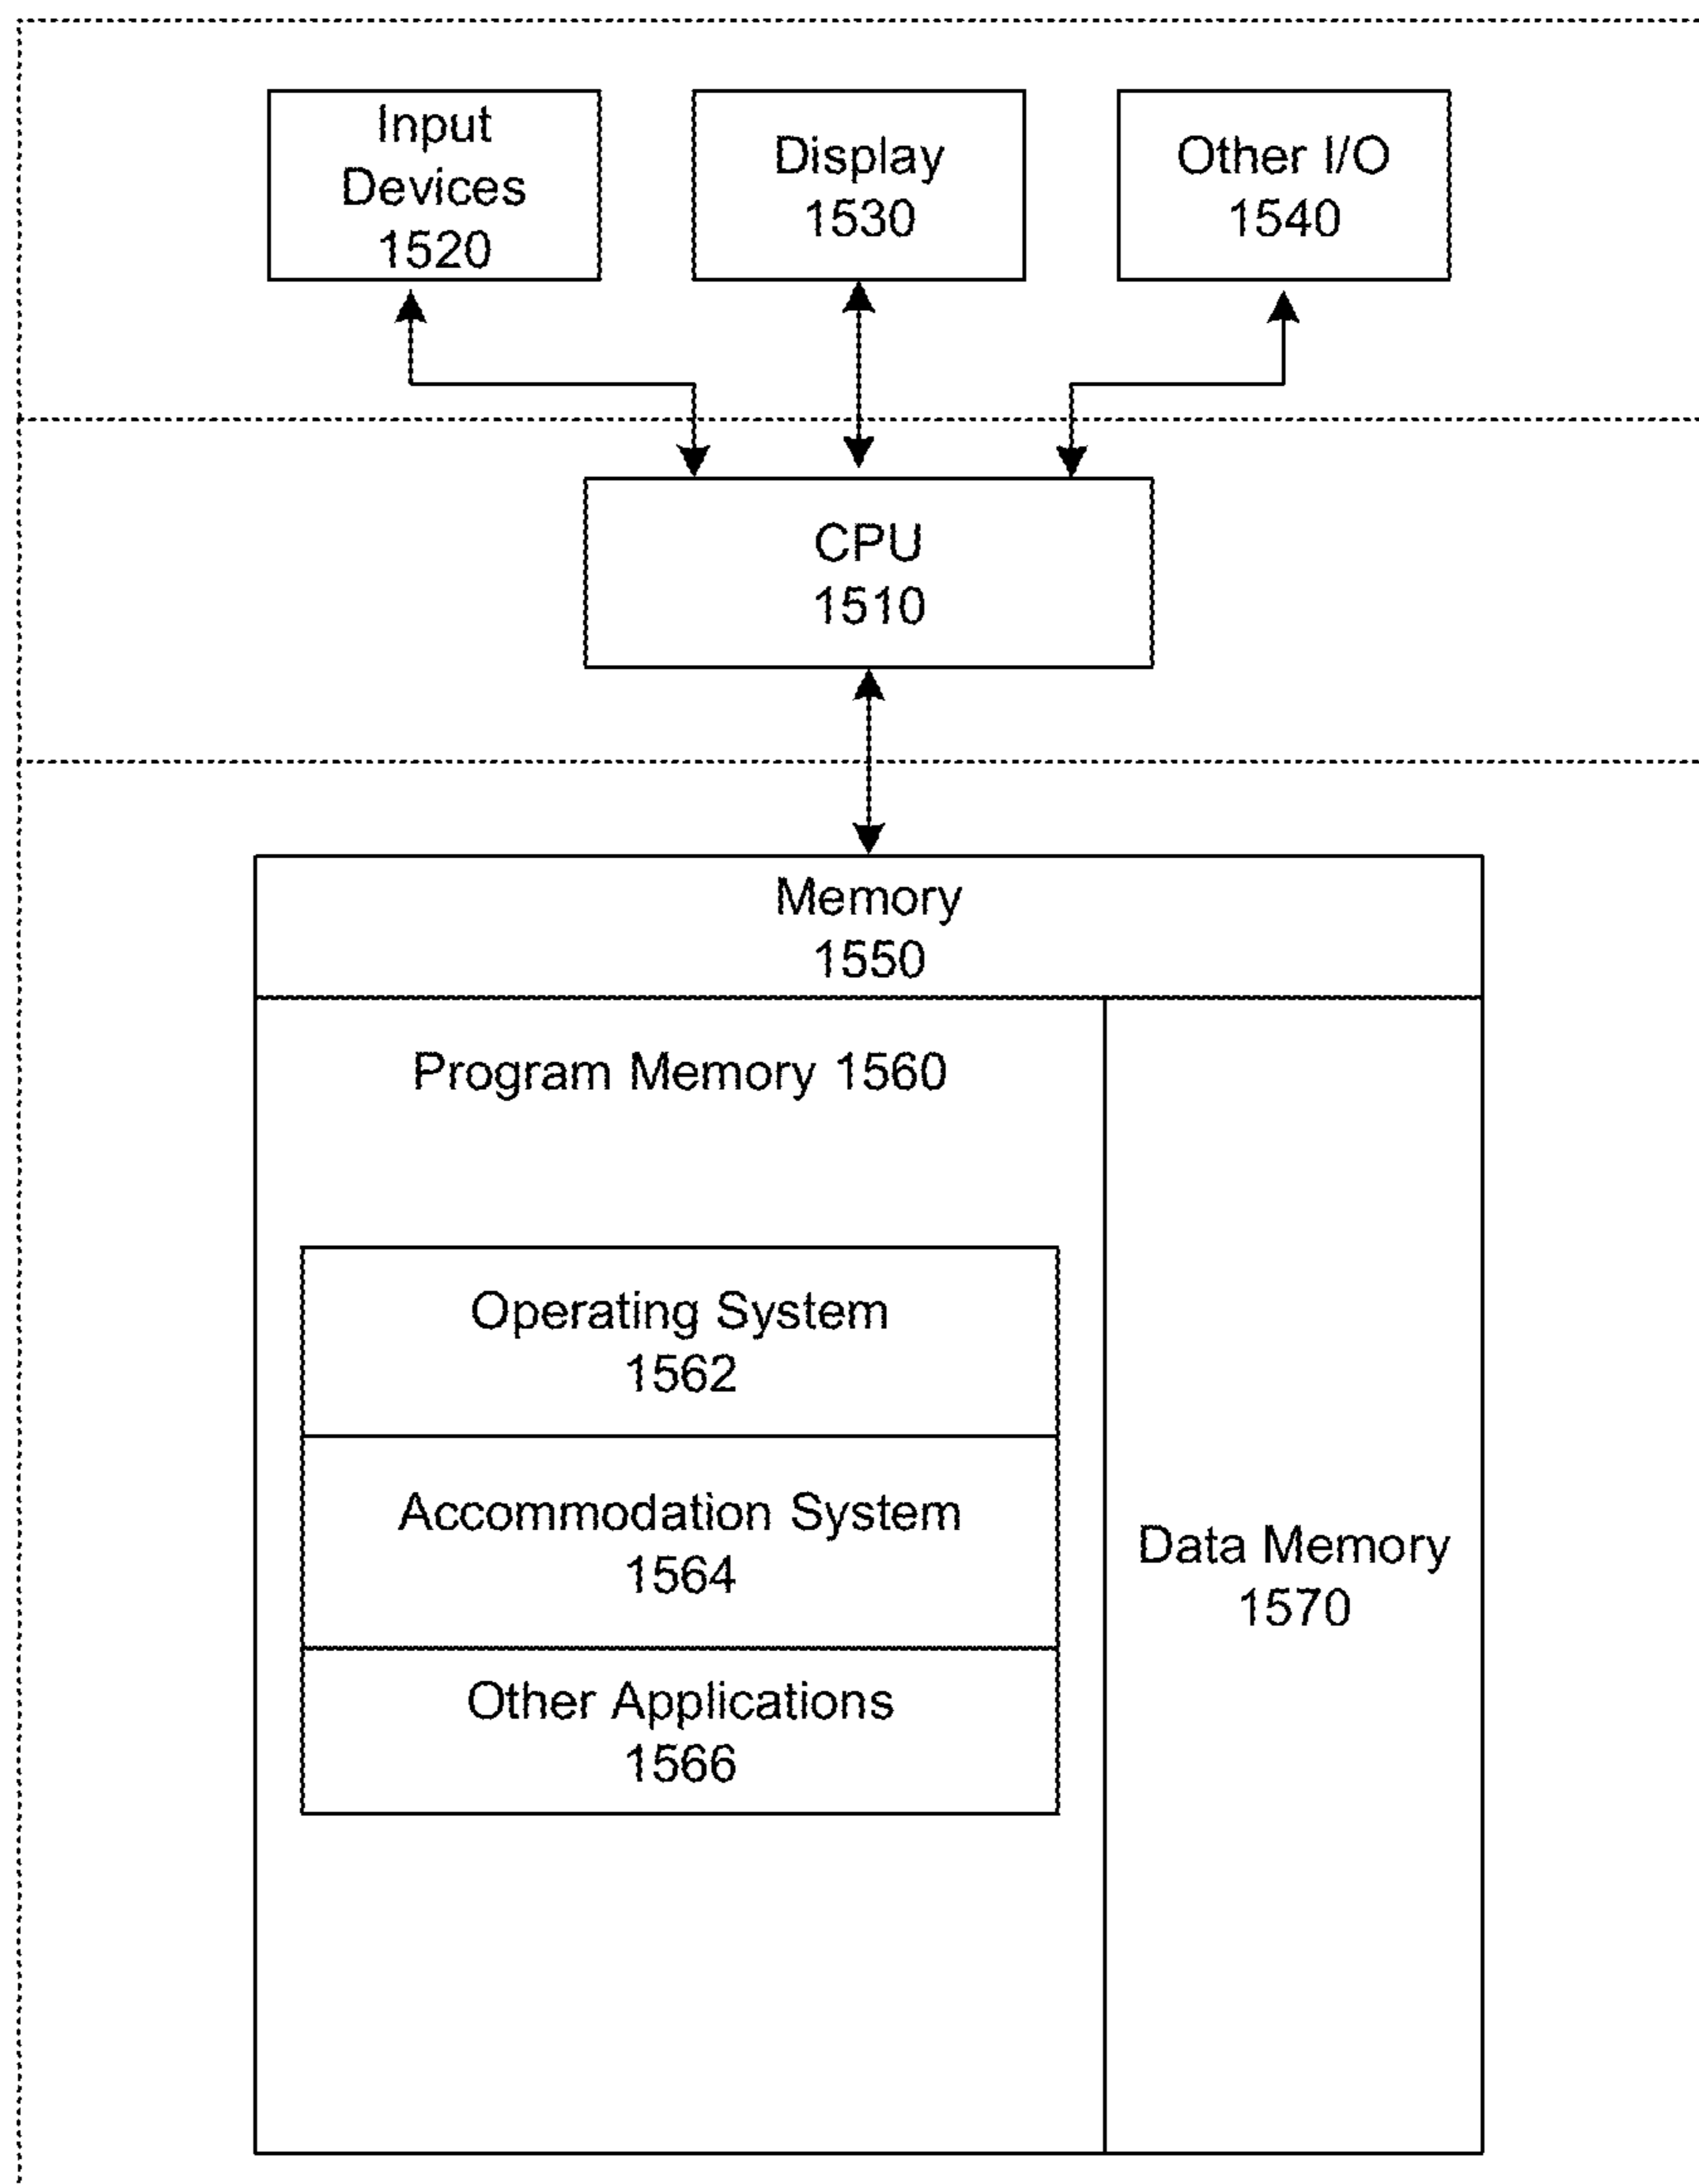 Input
Devices
1520
Display
1530
Other I/O
1540
CPU
1510
Memory
1550
Program Memory 1560
Operating System
1562
Accommodation System
1564
Other Applications
1566
Data Memory
1570